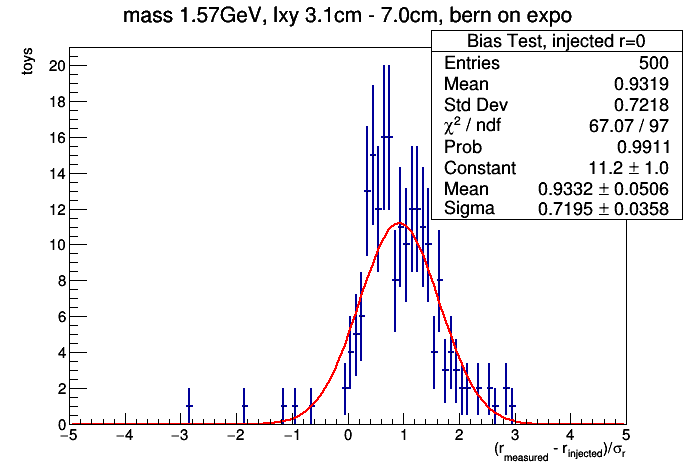 mass 1.57GeV, lxy 3.1cm - 7.0cm, bern on expo
Bias Test, injected r=0
Entries 500
Mean 0.9319
Std Dev 0.7218
χ² / ndf 67.07 / 97
Prob 0.9911
Constant 11.2 ± 1.0
Mean 0.9332 ± 0.0506
Sigma 0.7195 ± 0.0358
toys
20
18
16
14
12
10
8
6
4
2
0
−5 −4 −3 −2 −1 0 1 2 3 4 5
(r_measured - r_injected)/σ_r